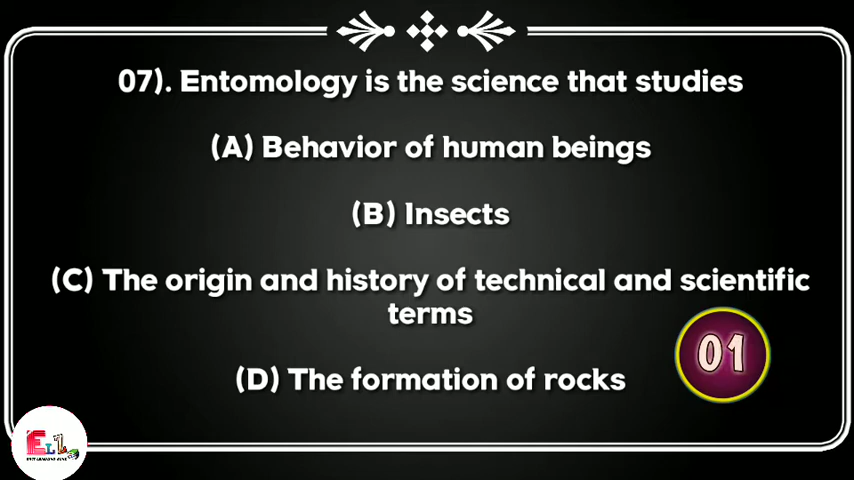 07). Entomology is the science that studies
(A) Behavior of human beings
(B) Insects
(C) The origin and history of technical and scientific
terms
(D) The formation of rocks
01